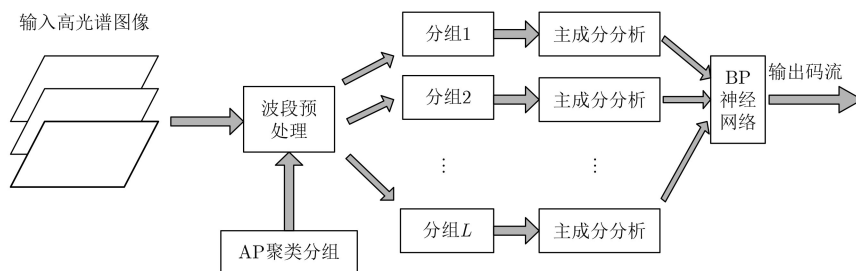 输入高光谱图像
波段预
处理
AP聚类分组
分组1
主成分分析
分组2
主成分分析
⋮
⋮
分组L
主成分分析
BP
神经
网络
输出码流